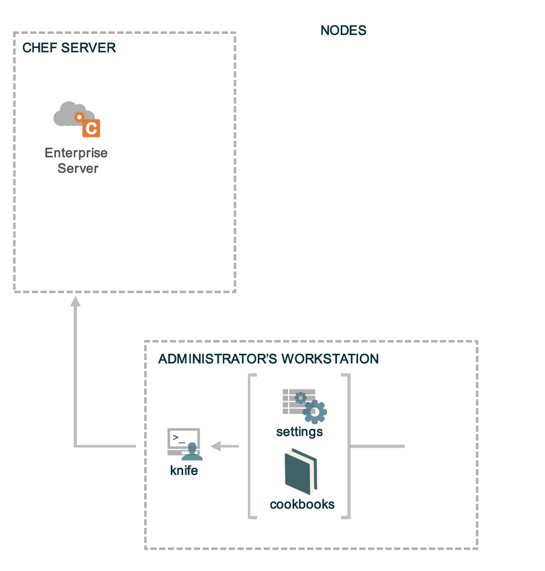 NODES
CHEF SERVER
C
Enterprise
Server
ADMINISTRATOR'S WORKSTATION
>_
settings
knife
cookbooks